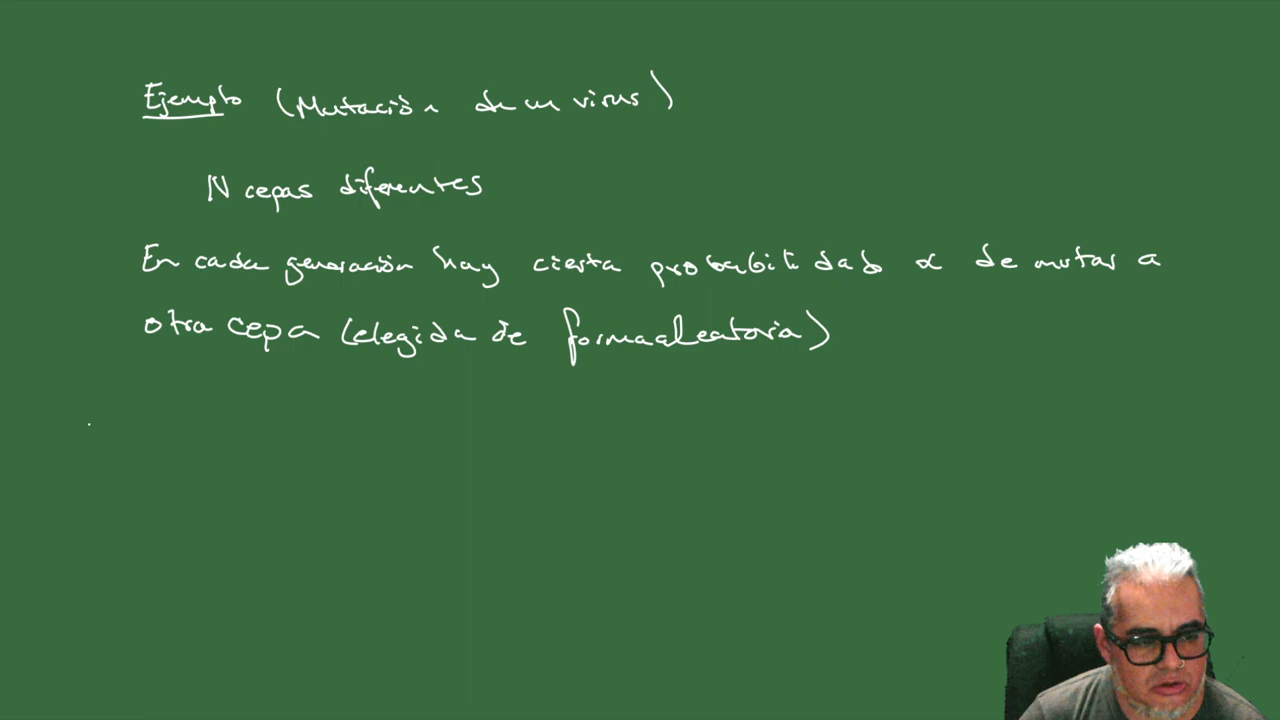 Ejemplo (Mutación de un virus)
N cepas diferentes
En cada generación hay cierta probabilidad α de mutar a
otra cepa (elegida de forma aleatoria)